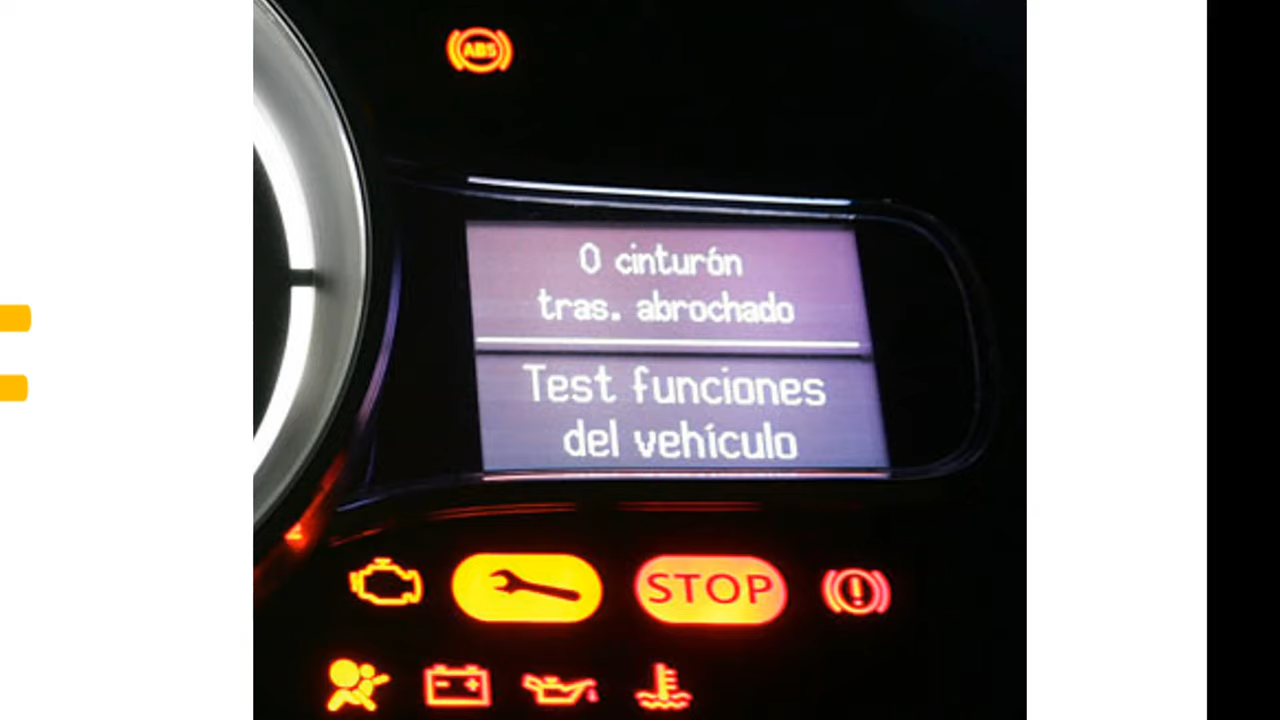 ABS
0 cinturón
tras. abrochado
Test funciones
del vehículo
STOP